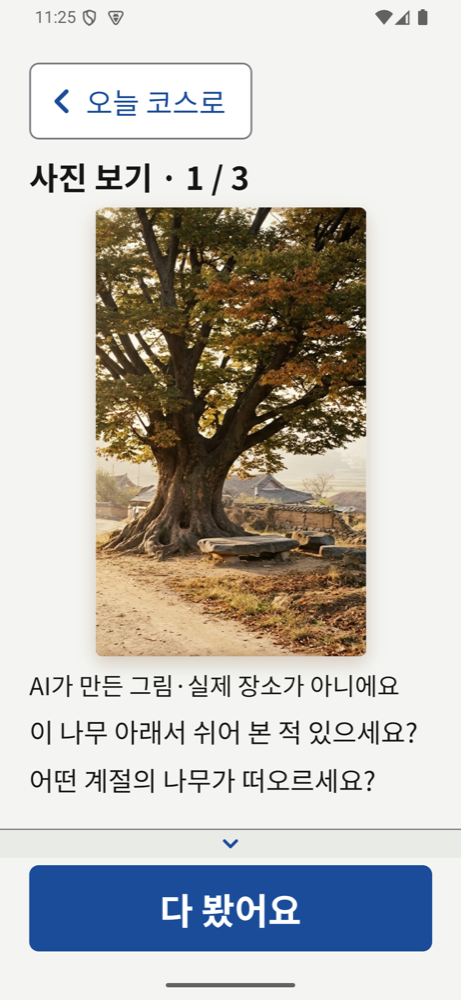 11:25
오늘 코스로
사진 보기 · 1 / 3
AI가 만든 그림·실제 장소가 아니에요
이 나무 아래서 쉬어 본 적 있으세요?
어떤 계절의 나무가 떠오르세요?
다 봤어요